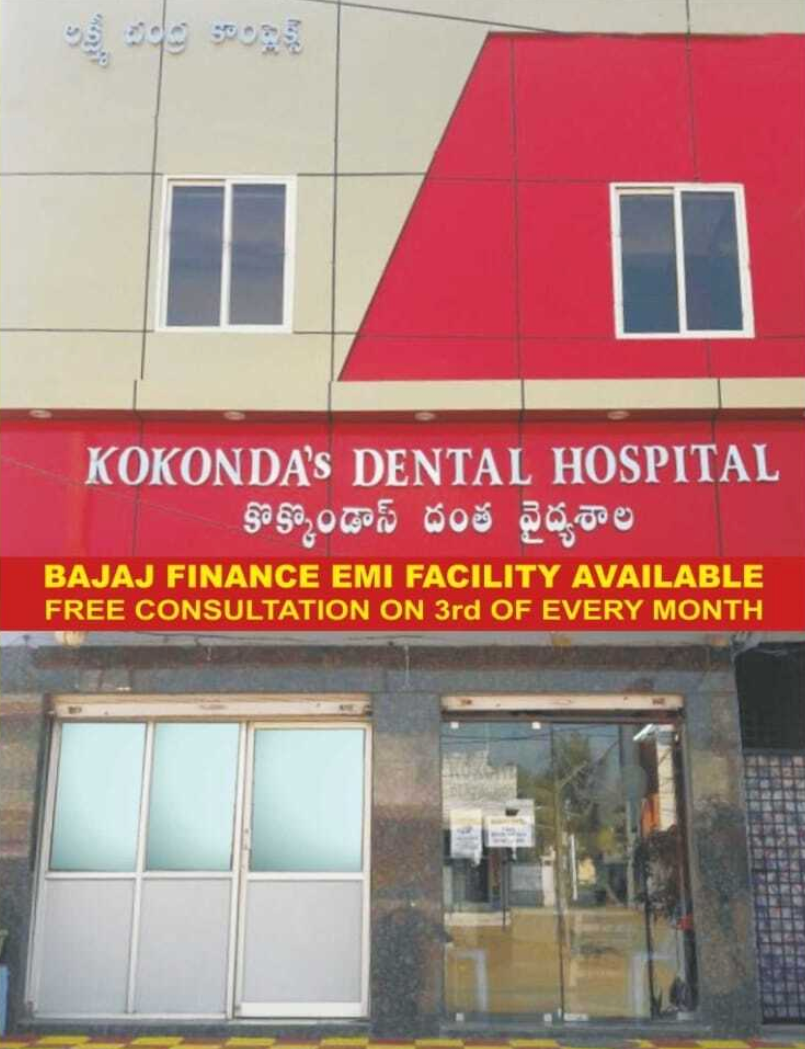 లక్ష్మీ చంద్ర కాంప్లెక్స్
KOKONDA's DENTAL HOSPITAL
కొక్కొండాస్ దంత వైద్యశాల
BAJAJ FINANCE EMI FACILITY AVAILABLE
FREE CONSULTATION ON 3rd OF EVERY MONTH